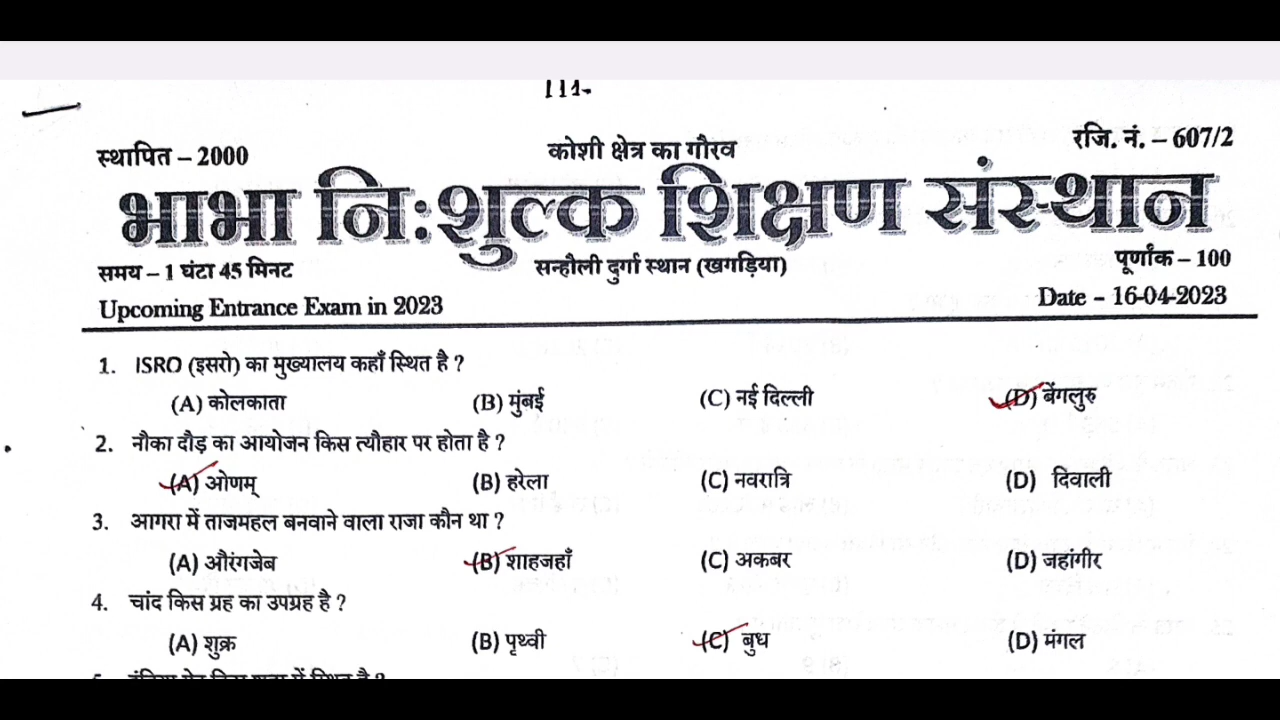 111-
स्थापित – 2000 कोशी क्षेत्र का गौरव रजि. नं. – 607/2
भाभा निःशुल्क शिक्षण संस्थान
समय – 1 घंटा 45 मिनट सन्हौली दुर्गा स्थान (खगड़िया) पूर्णांक – 100
Upcoming Entrance Exam in 2023 Date – 16-04-2023
1. ISRO (इसरो) का मुख्यालय कहाँ स्थित है ?
(A) कोलकाता (B) मुंबई (C) नई दिल्ली (D) बेंगलुरु
2. नौका दौड़ का आयोजन किस त्यौहार पर होता है ?
(A) ओणम् (B) हरेला (C) नवरात्रि (D) दिवाली
3. आगरा में ताजमहल बनवाने वाला राजा कौन था ?
(A) औरंगजेब (B) शाहजहाँ (C) अकबर (D) जहांगीर
4. चांद किस ग्रह का उपग्रह है ?
(A) शुक्र (B) पृथ्वी (C) बुध (D) मंगल